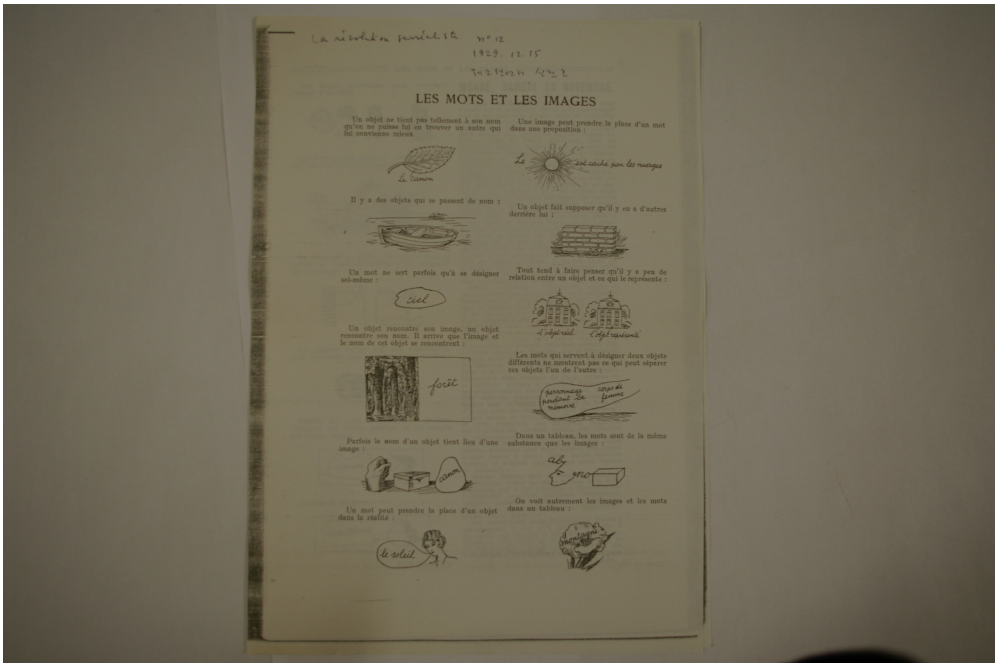 La révolution surréaliste n° 12
1929. 12. 15
LES MOTS ET LES IMAGES
Un objet ne tient pas tellement à son nom
qu'on ne puisse lui en trouver un autre qui
lui convienne mieux
Le Canon
Il y a des objets qui se passent de nom :
Un mot ne sert parfois qu'à se désigner
soi-même :
ciel
Un objet rencontre son image, un objet
rencontre son nom. Il arrive que l'image et
le nom de cet objet se rencontrent :
forêt
Parfois le nom d'un objet tient lieu d'une
image :
canon
Un mot peut prendre la place d'un objet
dans la réalité :
le soleil
Une image peut prendre la place d'un mot
dans une proposition :
Le est caché par les nuages
Un objet fait supposer qu'il y en a d'autres
derrière lui :
Tout tend à faire penser qu'il y a peu de
relation entre un objet et ce qui le représente :
l'objet réel l'objet représenté
Les mots qui servent à désigner deux objets
différents ne montrent pas ce qui peut séparer
ces objets l'un de l'autre :
personnage corps de
perdant la femme
mémoire
Dans un tableau, les mots sont de la même
substance que les images :
On voit autrement les images et les mots
dans un tableau :
montagne